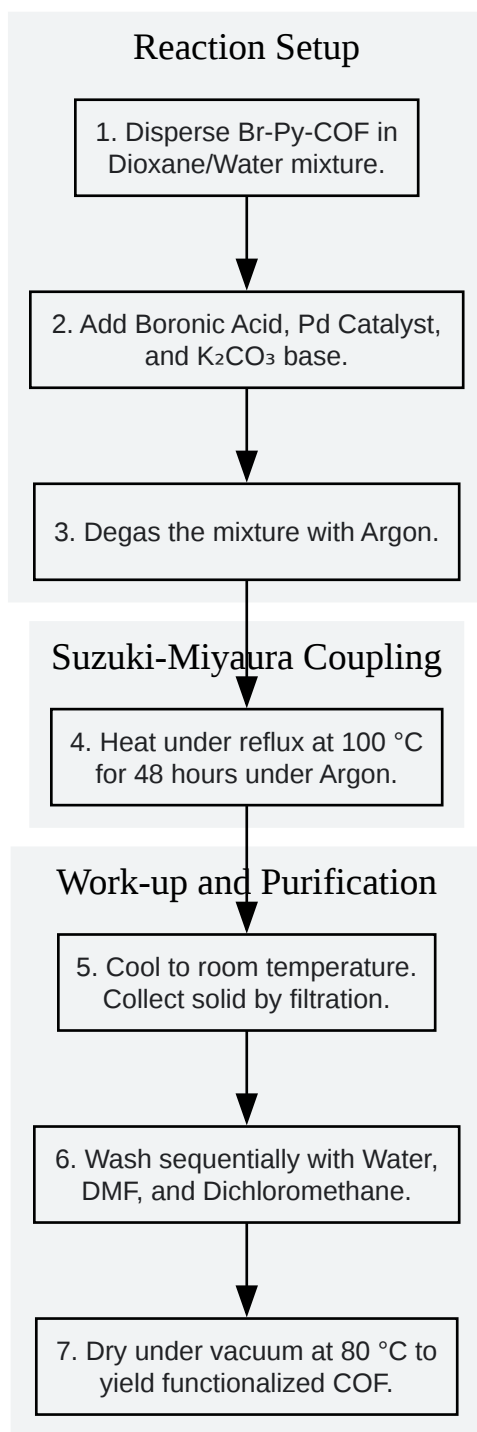 Reaction Setup
1. Disperse Br-Py-COF in
Dioxane/Water mixture.
2. Add Boronic Acid, Pd Catalyst,
and K₂CO₃ base.
3. Degas the mixture with Argon.
Suzuki-Miyaura Coupling
4. Heat under reflux at 100 °C
for 48 hours under Argon.
Work-up and Purification
5. Cool to room temperature.
Collect solid by filtration.
6. Wash sequentially with Water,
DMF, and Dichloromethane.
7. Dry under vacuum at 80 °C to
yield functionalized COF.